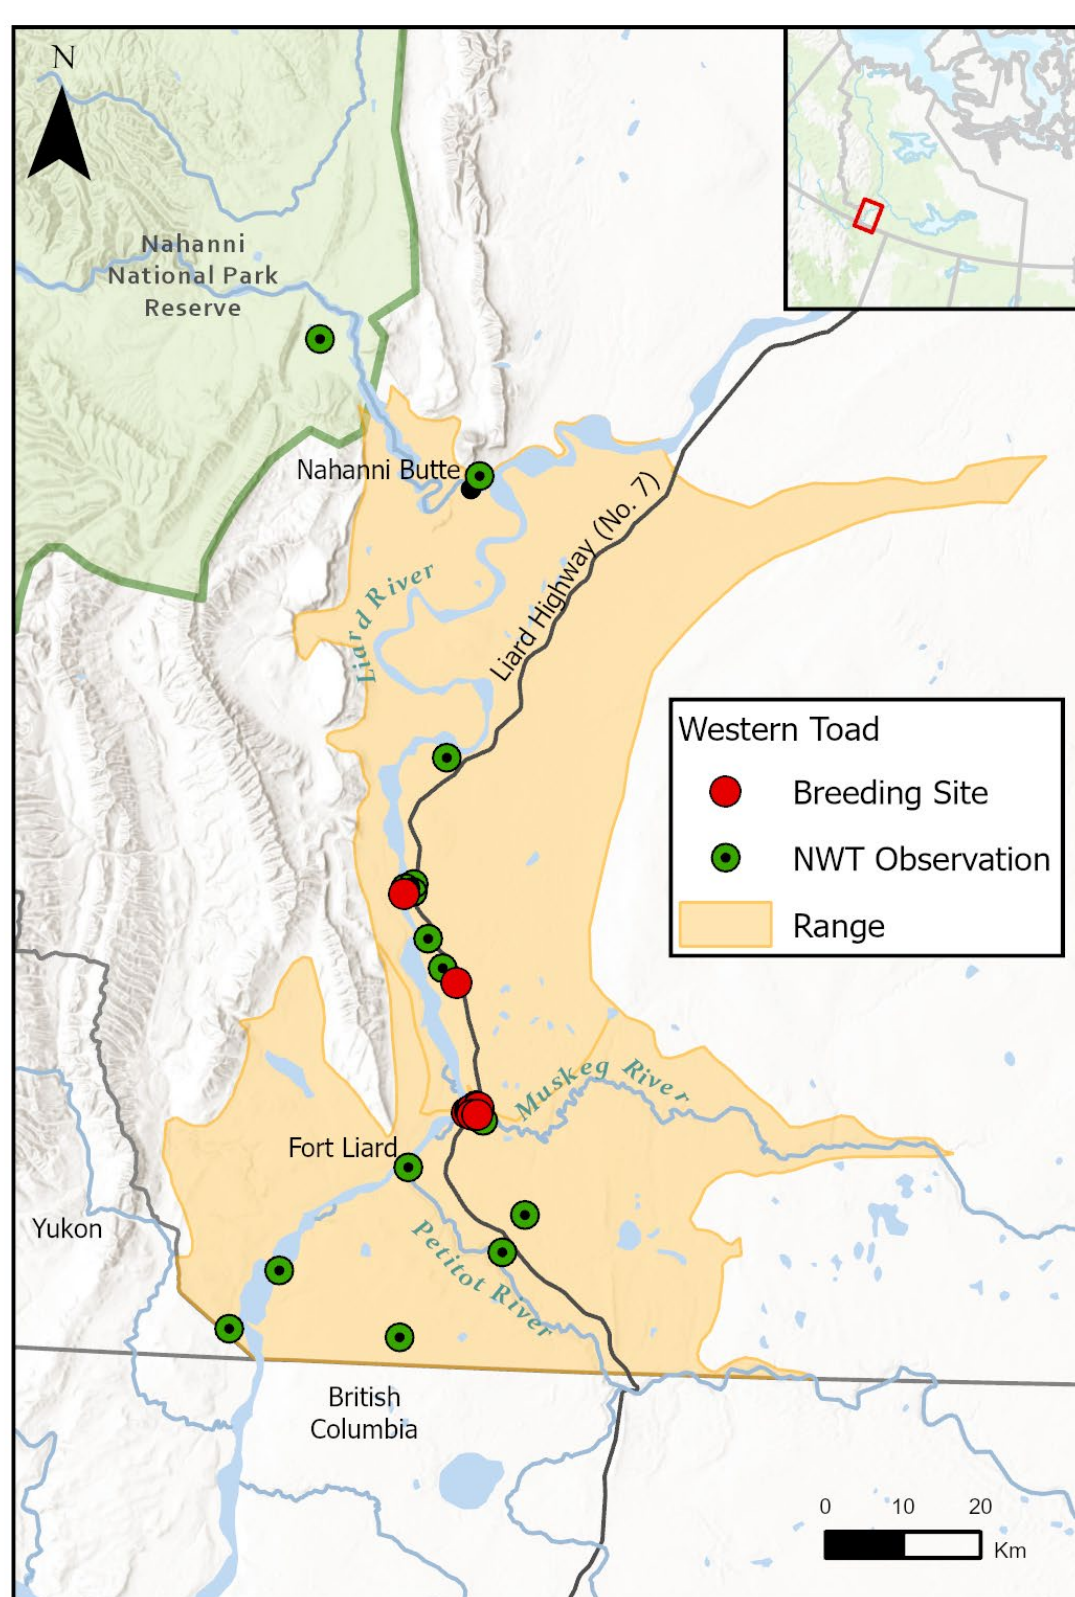 N
Nahanni
National Park
Reserve
Nahanni Butte
Liard River
Liard Highway (No. 7)
Western Toad
Breeding Site
NWT Observation
Range
Muskeg River
Fort Liard
Yukon
Petitot River
British
Columbia
0 10 20
Km